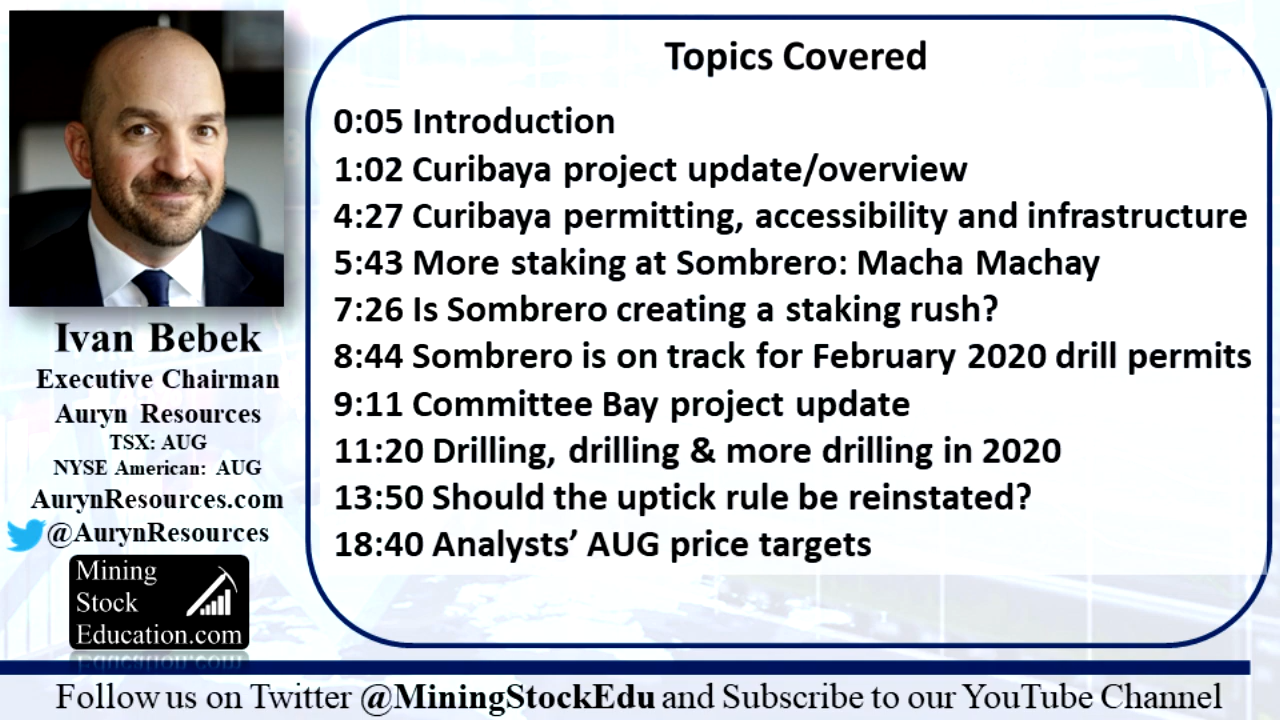 Topics Covered
0:05 Introduction
1:02 Curibaya project update/overview
4:27 Curibaya permitting, accessibility and infrastructure
5:43 More staking at Sombrero: Macha Machay
7:26 Is Sombrero creating a staking rush?
8:44 Sombrero is on track for February 2020 drill permits
9:11 Committee Bay project update
11:20 Drilling, drilling & more drilling in 2020
13:50 Should the uptick rule be reinstated?
18:40 Analysts’ AUG price targets
Ivan Bebek
Executive Chairman
Auryn Resources
TSX: AUG
NYSE American: AUG
AurynResources.com
@AurynResources
Mining
Stock
Education.com
Follow us on Twitter @MiningStockEdu and Subscribe to our YouTube Channel